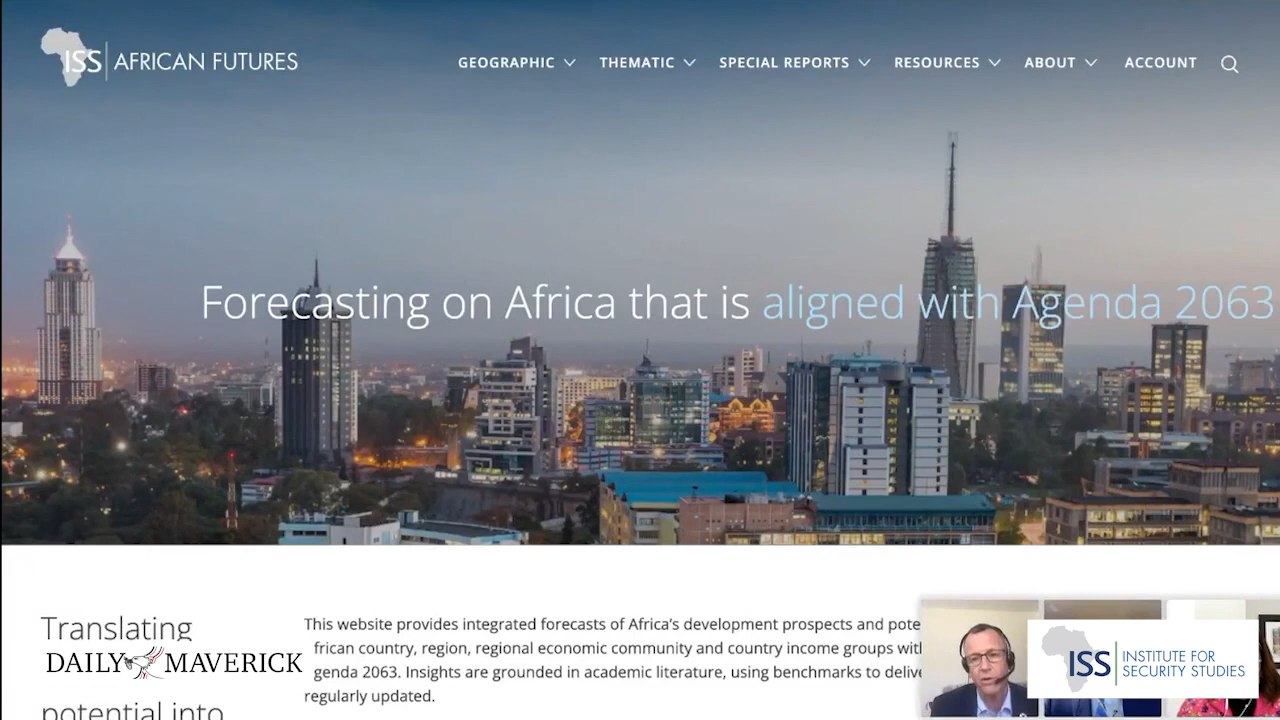 ISS AFRICAN FUTURES
GEOGRAPHIC THEMATIC SPECIAL REPORTS RESOURCES ABOUT ACCOUNT
Forecasting on Africa that is aligned with Agenda 2063
Translating
potential into
This website provides integrated forecasts of Africa’s development prospects and pote
frican country, region, regional economic community and country income groups with
genda 2063. Insights are grounded in academic literature, using benchmarks to delive
regularly updated.
DAILY MAVERICK
ISS INSTITUTE FOR
SECURITY STUDIES